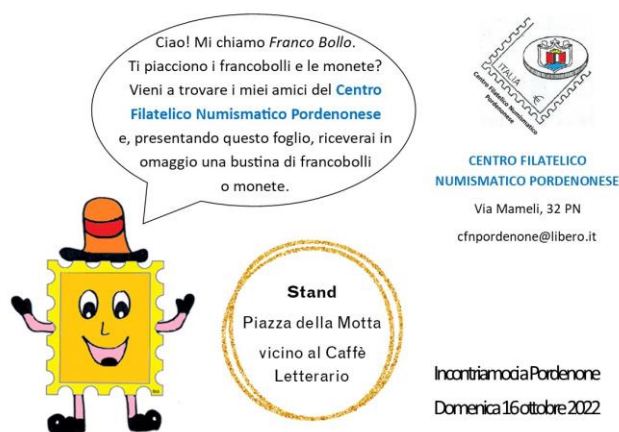 Ciao! Mi chiamo Franco Bollo.
Ti piacciono i francobolli e le monete?
Vieni a trovare i miei amici del Centro
Filatelico Numismatico Pordenonese
e, presentando questo foglio, riceverai in
omaggio una bustina di francobolli
o monete.
ITALIA
€
Centro Filatelico Numismatico
Pordenonese
CENTRO FILATELICO
NUMISMATICO PORDENONESE
Via Mameli, 32 PN
cfnpordenone@libero.it
Stand
Piazza della Motta
vicino al Caffè
Letterario
Incontriamoci a Pordenone
Domenica 16 ottobre 2022